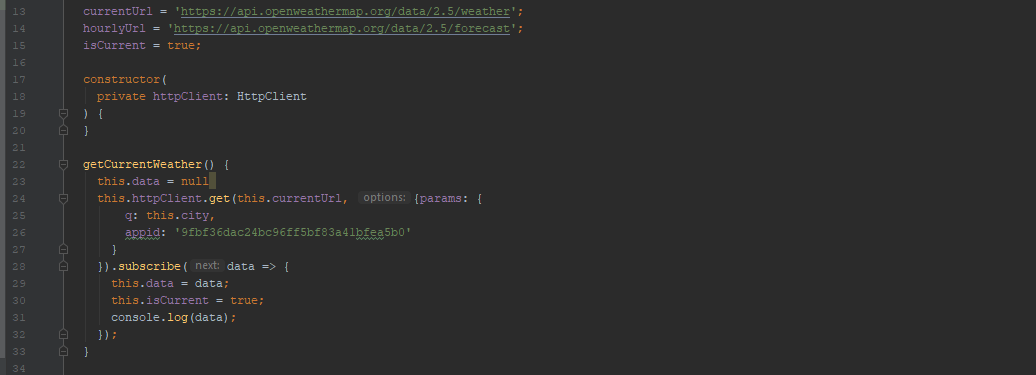 13 currentUrl = 'https://api.openweathermap.org/data/2.5/weather';
14 hourlyUrl = 'https://api.openweathermap.org/data/2.5/forecast';
15 isCurrent = true;
16
17 constructor(
18 private httpClient: HttpClient
19 ) {
20 }
21
22 getCurrentWeather() {
23 this.data = null
24 this.httpClient.get(this.currentUrl, options: {params: {
25 q: this.city,
26 appid: '9fbf36dac24bc96ff5bf83a41bfea5b0'
27 }
28 }).subscribe( next: data => {
29 this.data = data;
30 this.isCurrent = true;
31 console.log(data);
32 });
33 }
34